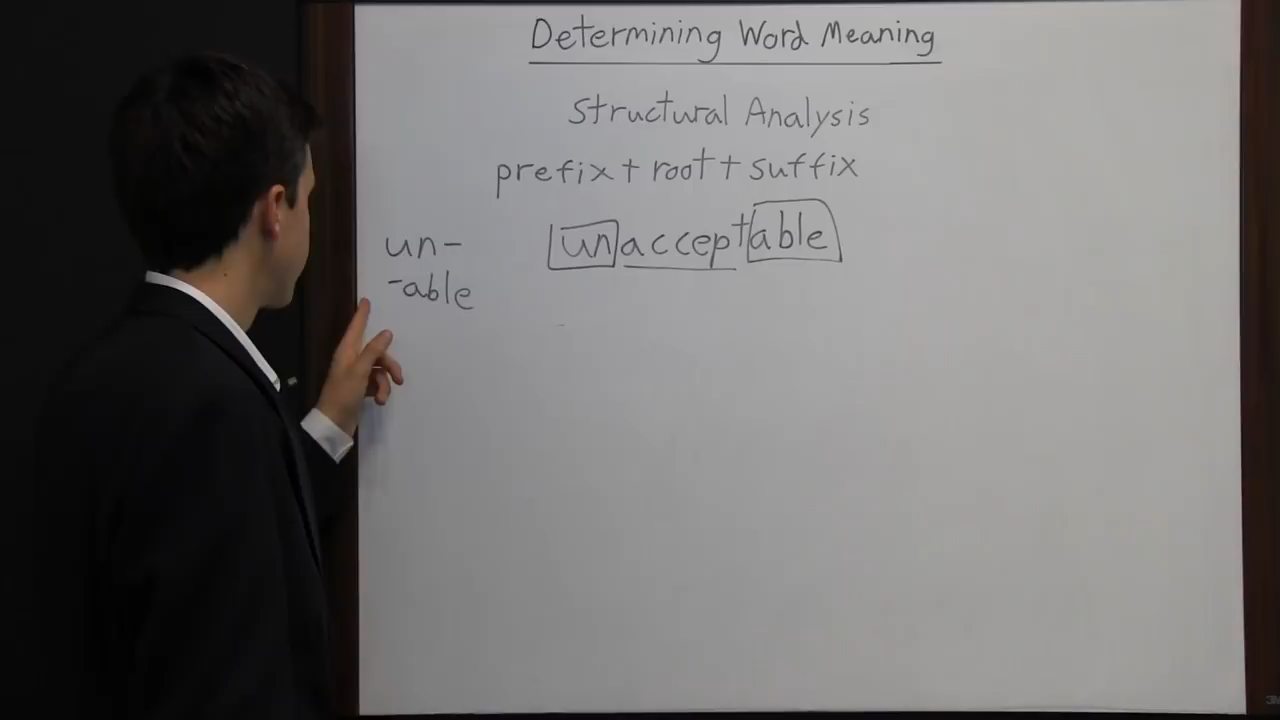 Determining Word Meaning
Structural Analysis
prefix + root + suffix
un- unacceptable
-able